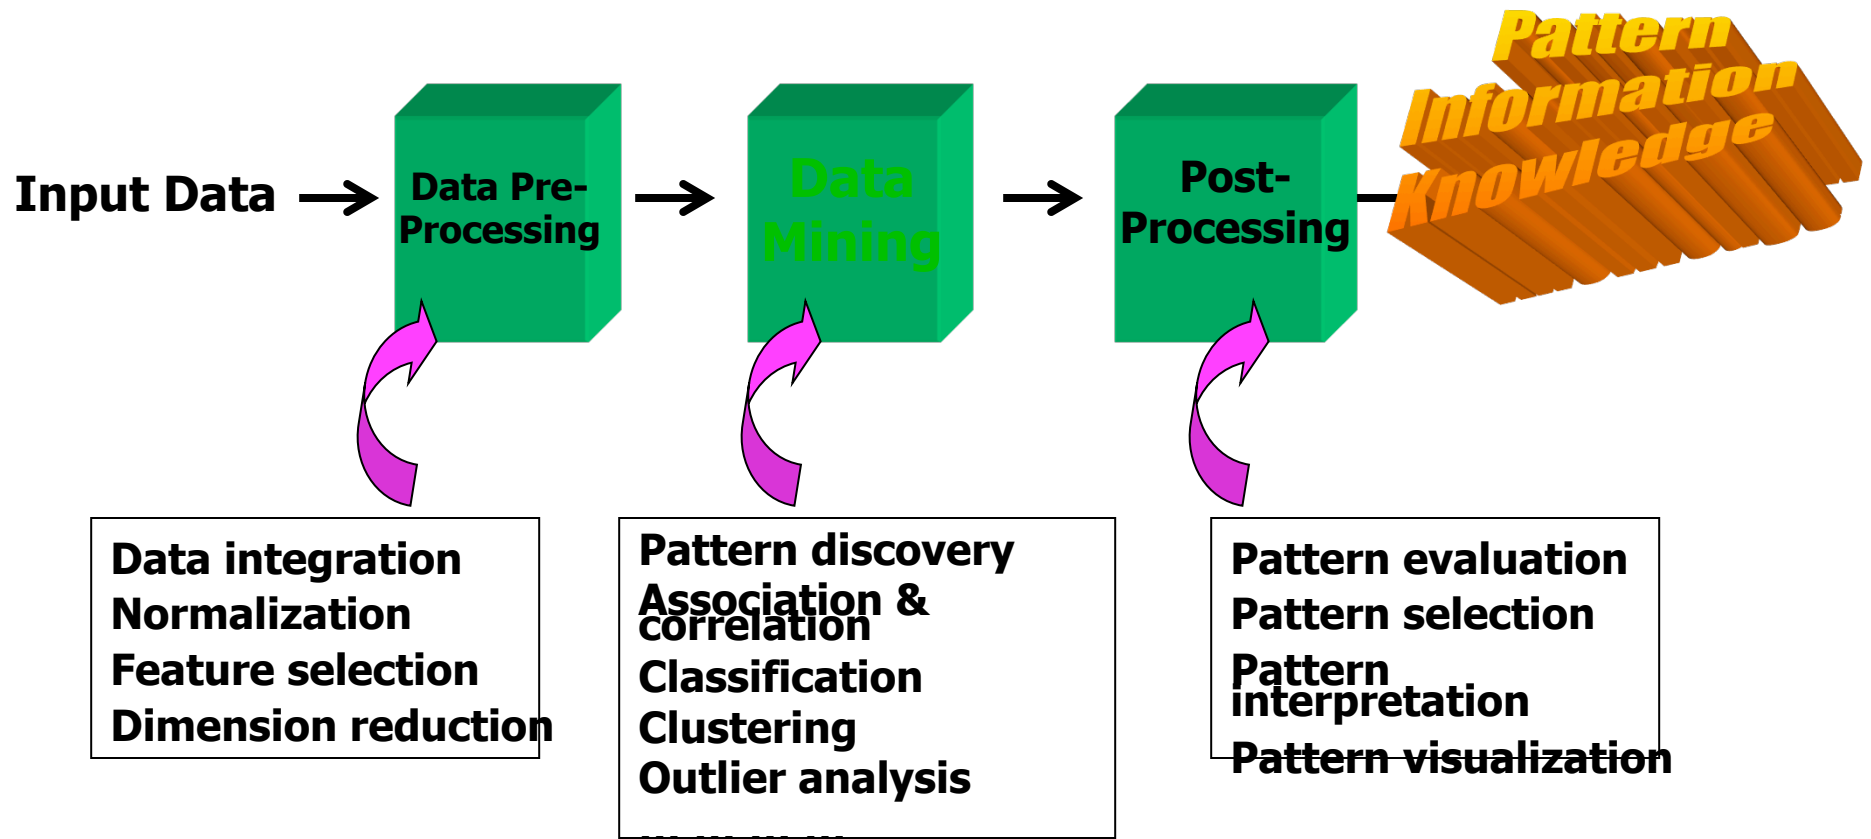 Input Data
Data Pre-
Processing
Data
Mining
Post-
Processing
Pattern
Information
Knowledge
Data integration
Normalization
Feature selection
Dimension reduction
Pattern discovery
Association &
correlation
Classification
Clustering
Outlier analysis
… … … …
Pattern evaluation
Pattern selection
Pattern
interpretation
Pattern visualization